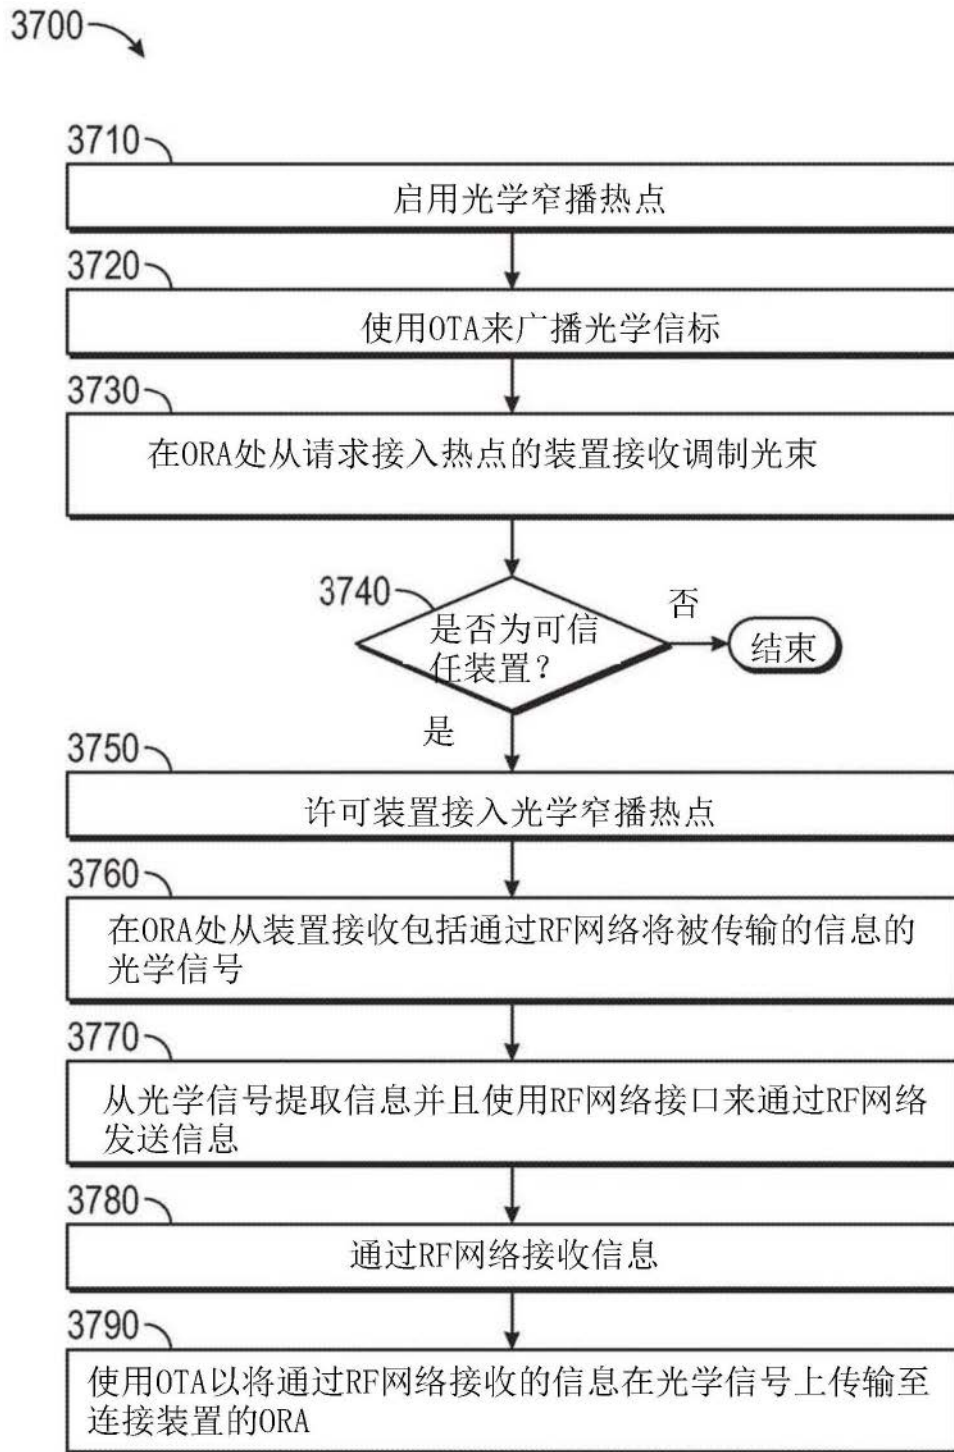 3700
3710
启用光学窄播热点
3720
使用OTA来广播光学信标
3730
在ORA处从请求接入热点的装置接收调制光束
3740
是否为可信
任装置?
否
结束
是
3750
许可装置接入光学窄播热点
3760
在ORA处从装置接收包括通过RF网络将被传输的信息的
光学信号
3770
从光学信号提取信息并且使用RF网络接口来通过RF网络
发送信息
3780
通过RF网络接收信息
3790
使用OTA以将通过RF网络接收的信息在光学信号上传输至
连接装置的ORA